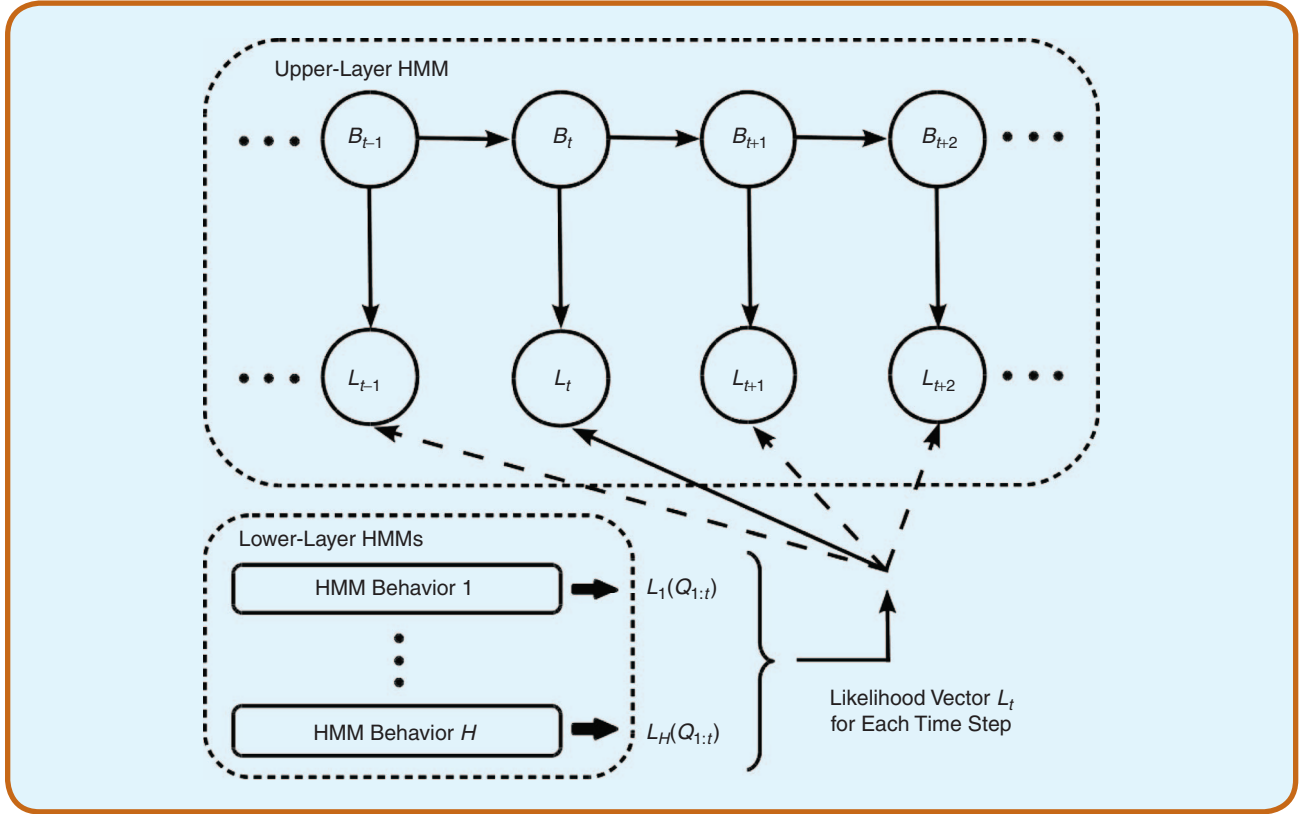 Upper-Layer HMM
B_{t–1} B_t B_{t+1} B_{t+2}
L_{t–1} L_t L_{t+1} L_{t+2}
Lower-Layer HMMs
HMM Behavior 1
L_1(Q_{1:t})
HMM Behavior H
L_H(Q_{1:t})
Likelihood Vector L_t
for Each Time Step